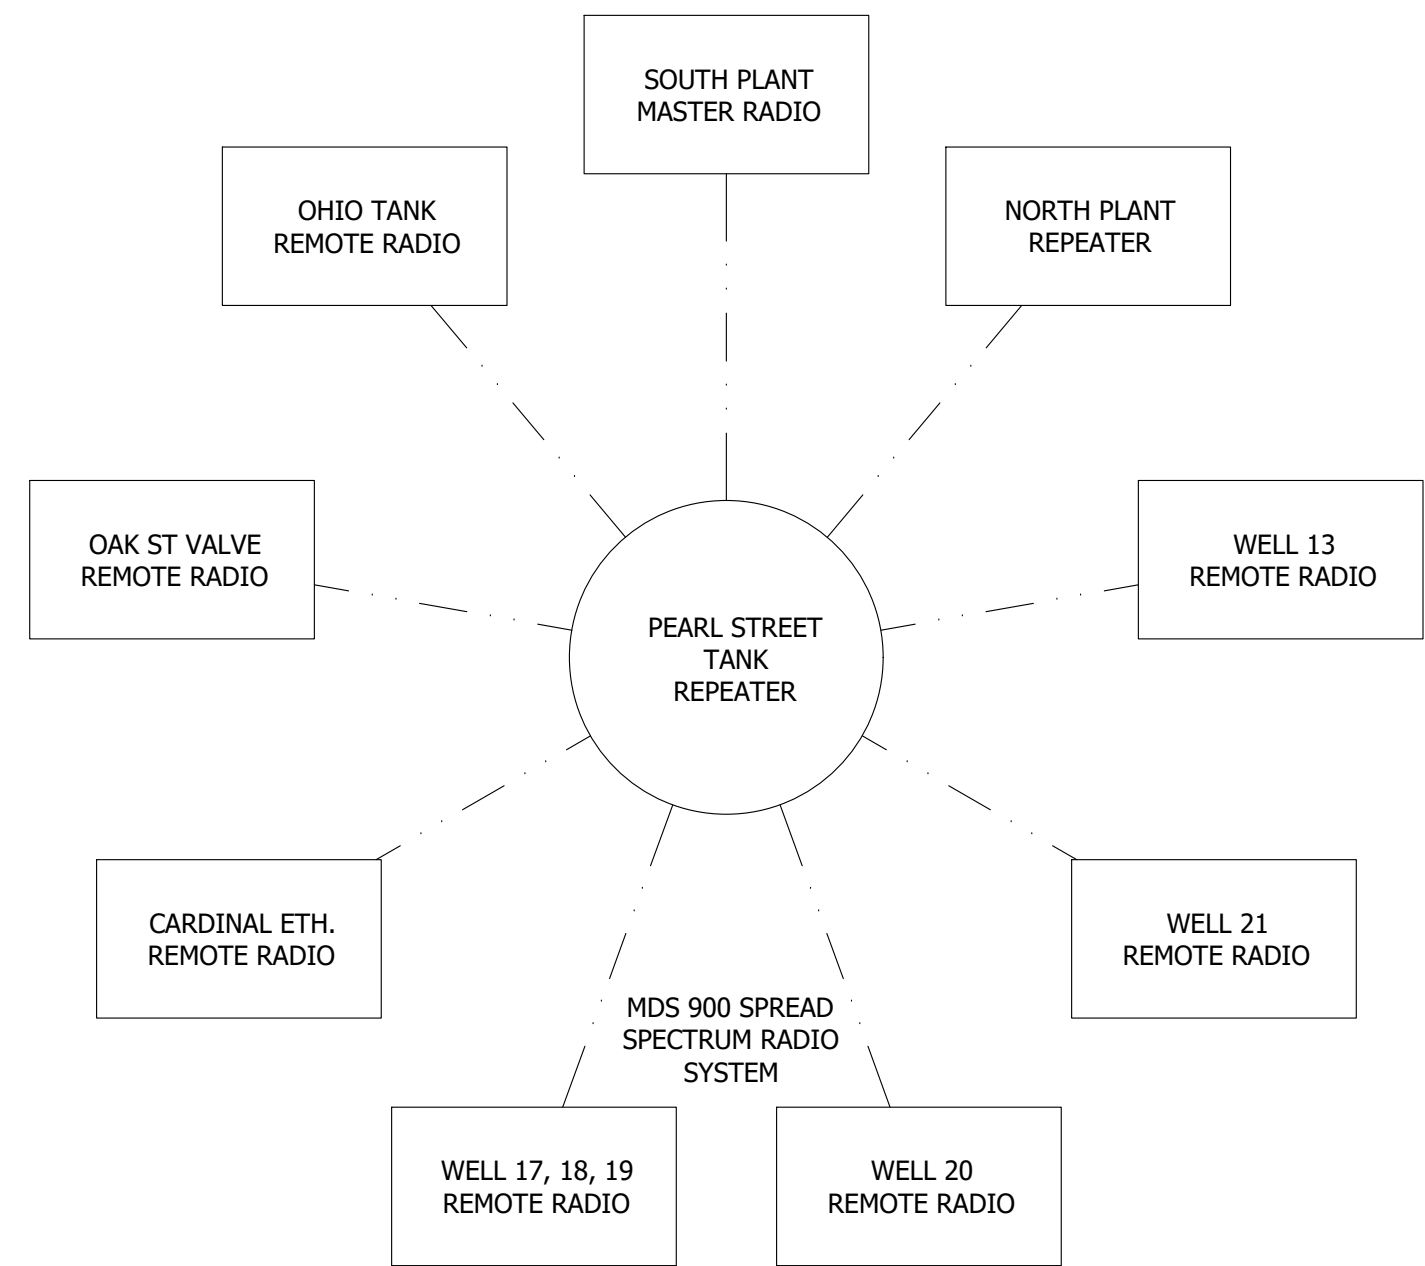 SOUTH PLANT
MASTER RADIO
OHIO TANK
REMOTE RADIO
NORTH PLANT
REPEATER
OAK ST VALVE
REMOTE RADIO
WELL 13
REMOTE RADIO
PEARL STREET
TANK
REPEATER
CARDINAL ETH.
REMOTE RADIO
WELL 21
REMOTE RADIO
MDS 900 SPREAD
SPECTRUM RADIO
SYSTEM
WELL 17, 18, 19
REMOTE RADIO
WELL 20
REMOTE RADIO